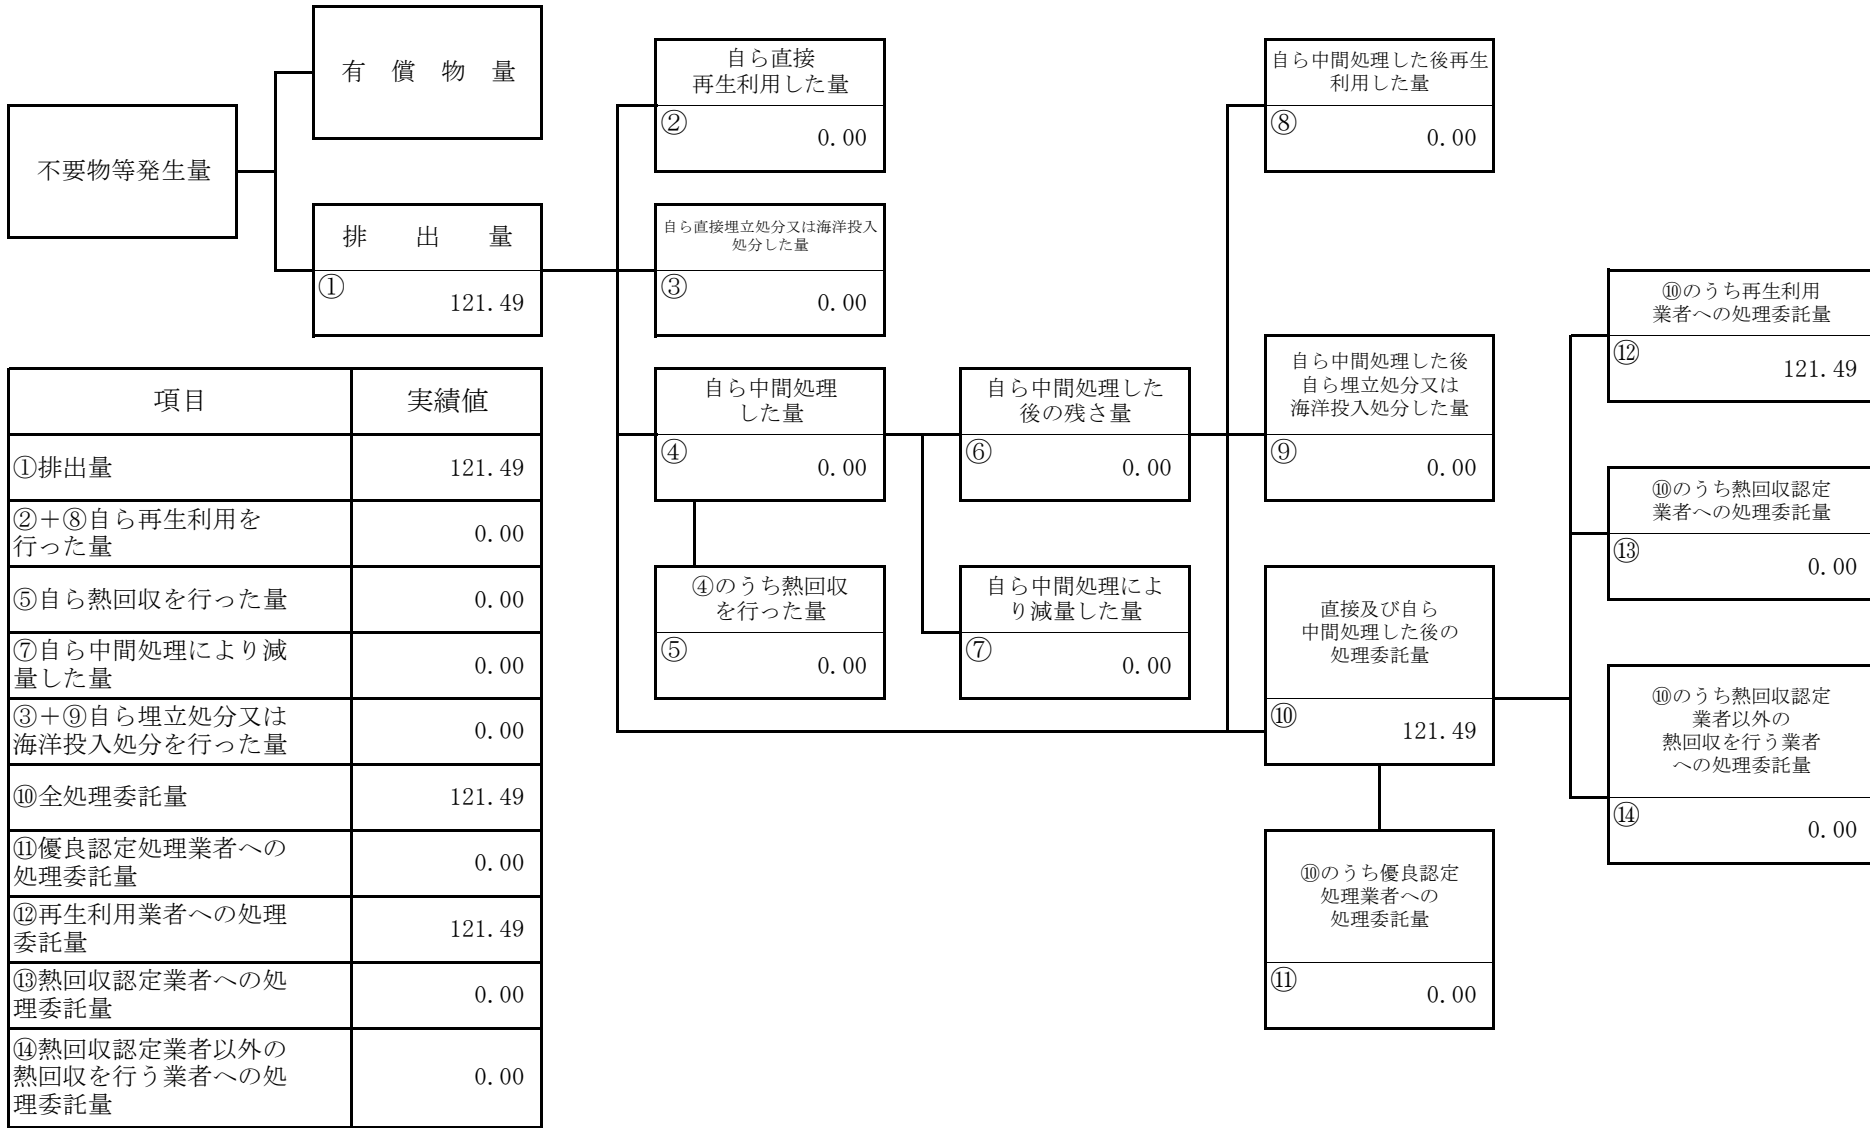 不要物等発生量
有 償 物 量
排 出 量
①
121.49
自ら直接
再生利用した量
②
0.00
自ら直接埋立処分又は海洋投入
処分した量
③
0.00
自ら中間処理
した量
④
0.00
④のうち熱回収
を行った量
⑤
0.00
自ら中間処理した
後の残さ量
⑥
0.00
自ら中間処理によ
り減量した量
⑦
0.00
自ら中間処理した後再生
利用した量
⑧
0.00
自ら中間処理した後
自ら埋立処分又は
海洋投入処分した量
⑨
0.00
直接及び自ら
中間処理した後の
処理委託量
⑩
121.49
⑩のうち優良認定
処理業者への
処理委託量
⑪
0.00
⑩のうち再生利用
業者への処理委託量
⑫
121.49
⑩のうち熱回収認定
業者への処理委託量
⑬
0.00
⑩のうち熱回収認定
業者以外の
熱回収を行う業者
への処理委託量
⑭
0.00
項目 実績値
①排出量 121.49
②+⑧自ら再生利用を
行った量 0.00
⑤自ら熱回収を行った量 0.00
⑦自ら中間処理により減
量した量 0.00
③+⑨自ら埋立処分又は
海洋投入処分を行った量 0.00
⑩全処理委託量 121.49
⑪優良認定処理業者への
処理委託量 0.00
⑫再生利用業者への処理
委託量 121.49
⑬熱回収認定業者への処
理委託量 0.00
⑭熱回収認定業者以外の
熱回収を行う業者への処
理委託量 0.00